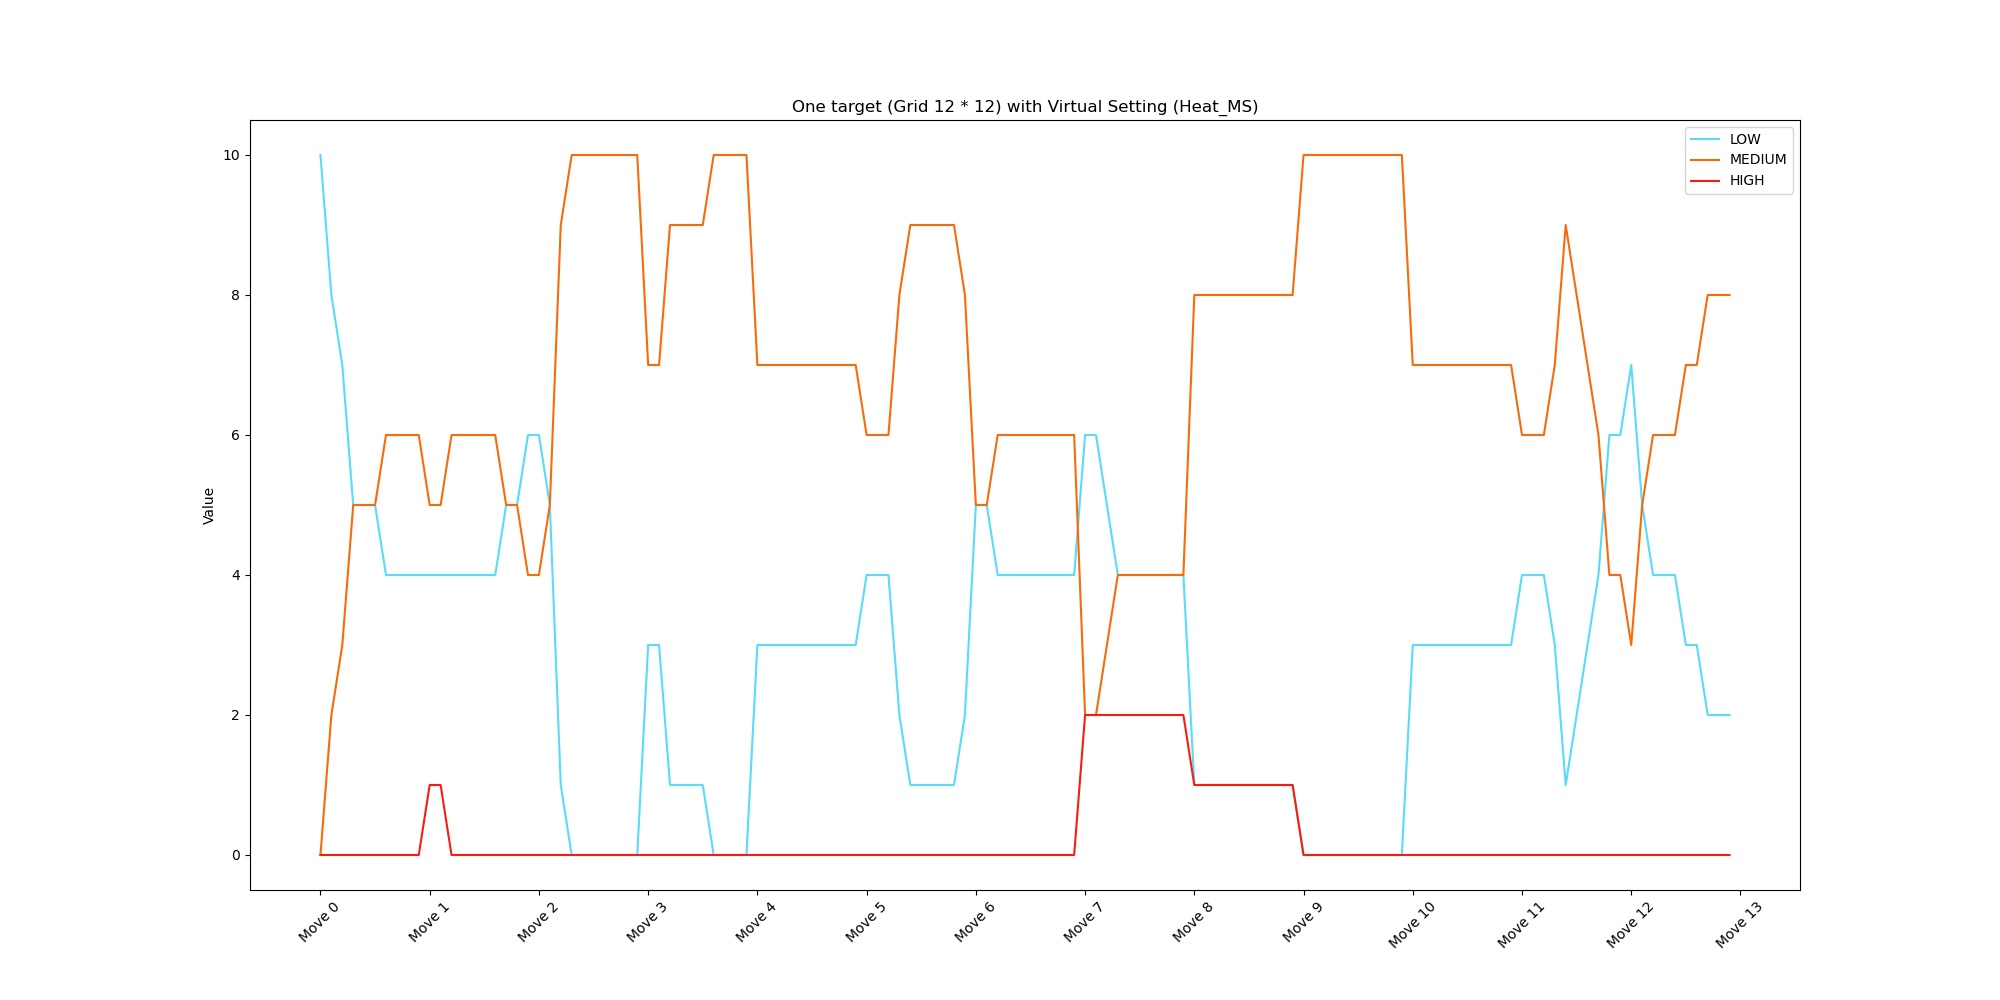 One target (Grid 12 * 12) with Virtual Setting (Heat_MS)
LOW
MEDIUM
HIGH
Value
10
8
6
4
2
0
Move 0
Move 1
Move 2
Move 3
Move 4
Move 5
Move 6
Move 7
Move 8
Move 9
Move 10
Move 11
Move 12
Move 13